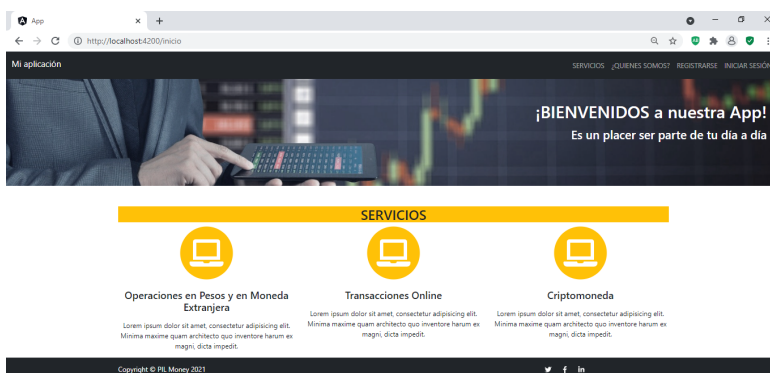 App
http://localhost:4200/inicio
Mi aplicación
SERVICIOS ¿QUIENES SOMOS? REGISTRARSE INICIAR SESIÓN
¡BIENVENIDOS a nuestra App!
Es un placer ser parte de tu día a día
SERVICIOS
Operaciones en Pesos y en Moneda
Extranjera
Lorem ipsum dolor sit amet, consectetur adipisicing elit.
Minima maxime quam architecto quo inventore harum ex
magni, dicta impedit.
Transacciones Online
Lorem ipsum dolor sit amet, consectetur adipisicing elit.
Minima maxime quam architecto quo inventore harum ex
magni, dicta impedit.
Criptomoneda
Lorem ipsum dolor sit amet, consectetur adipisicing elit.
Minima maxime quam architecto quo inventore harum ex
magni, dicta impedit.
Copyright © PIL Money 2021